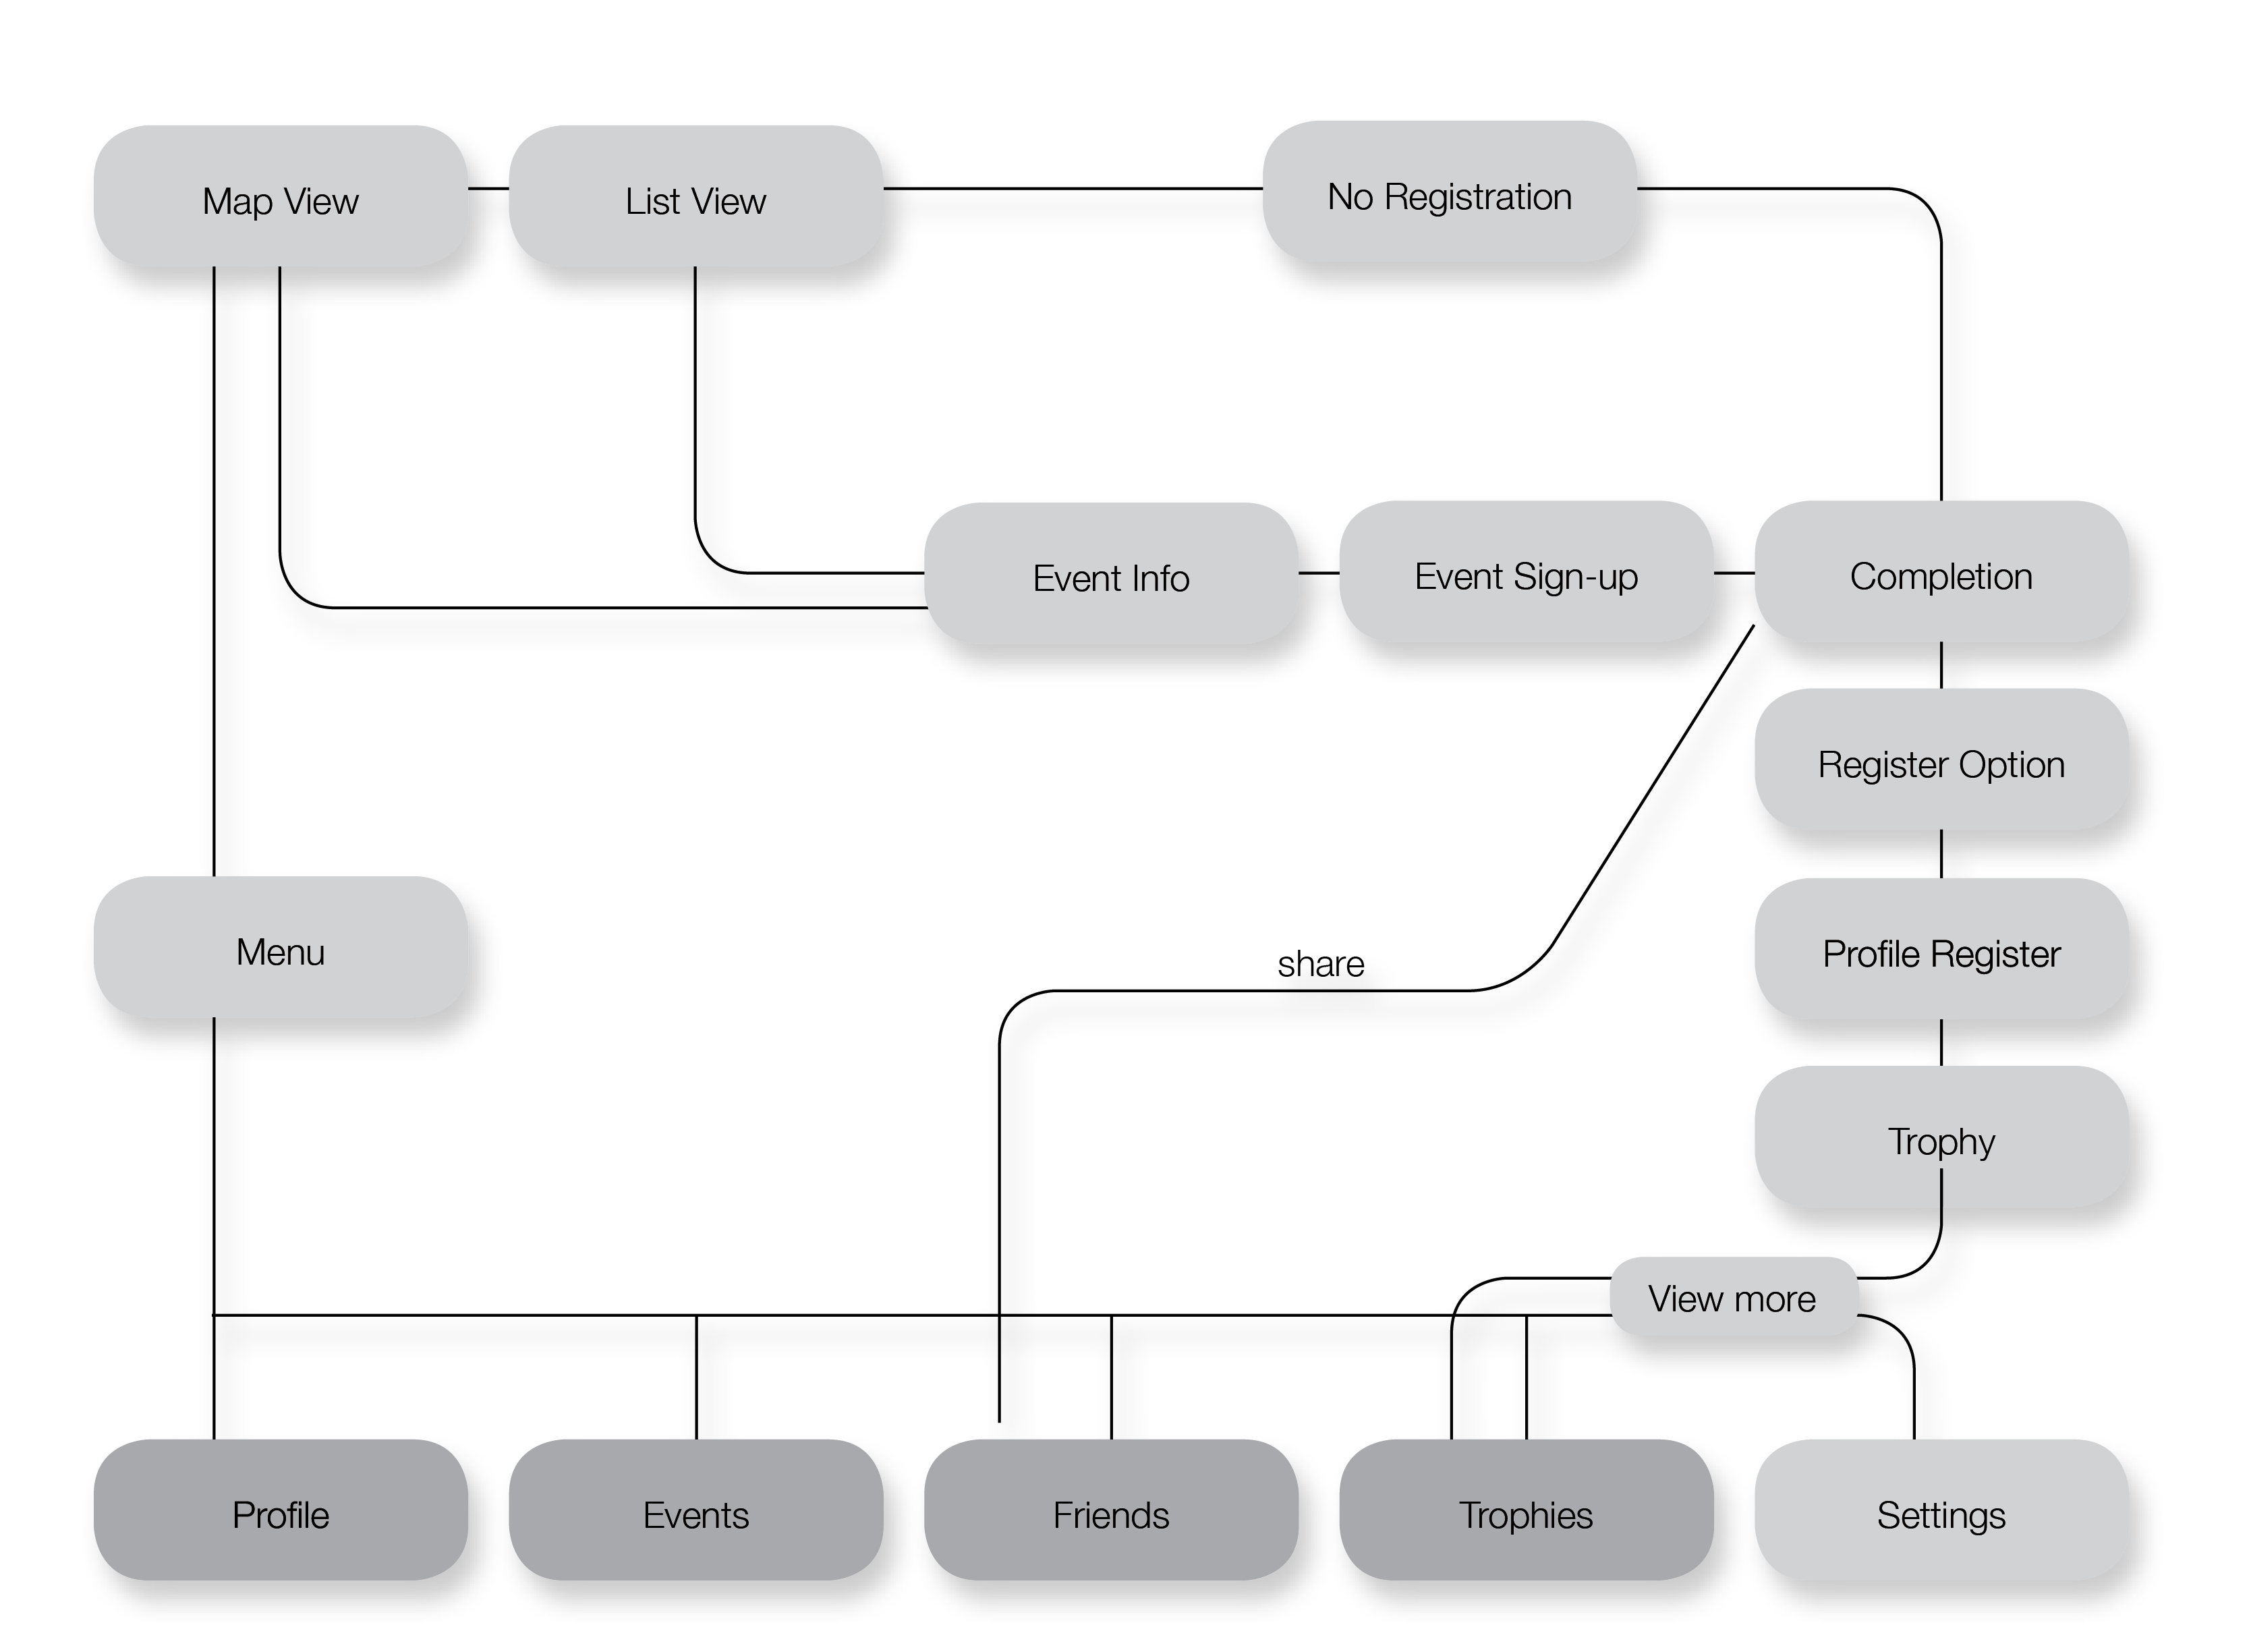 Map View
List View
No Registration
Event Info
Event Sign-up
Completion
Register Option
Menu
share
Profile Register
Trophy
View more
Profile
Events
Friends
Trophies
Settings